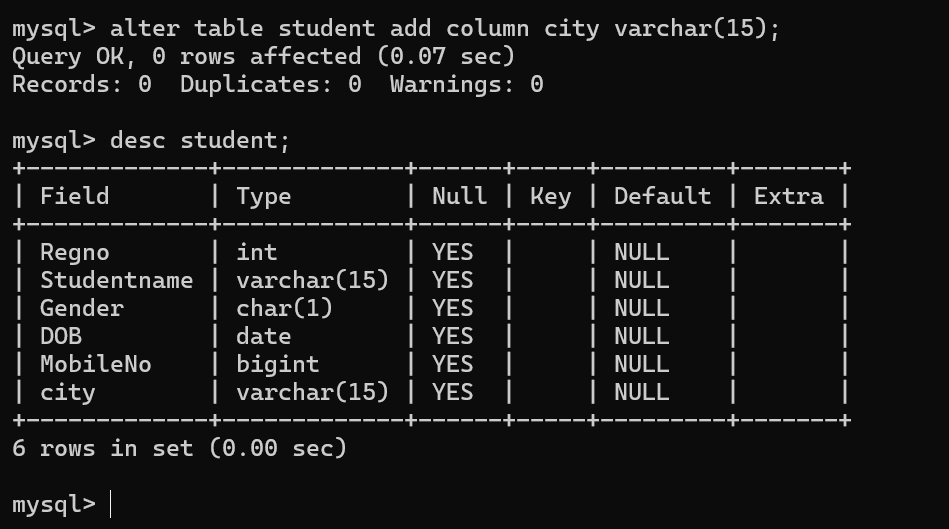 mysql> alter table student add column city varchar(15);
Query OK, 0 rows affected (0.07 sec)
Records: 0  Duplicates: 0  Warnings: 0
mysql> desc student;
+-------------+-------------+------+-----+---------+-------+
| Field       | Type        | Null | Key | Default | Extra |
+-------------+-------------+------+-----+---------+-------+
| Regno       | int         | YES  |     | NULL    |       |
| Studentname | varchar(15) | YES  |     | NULL    |       |
| Gender      | char(1)     | YES  |     | NULL    |       |
| DOB         | date        | YES  |     | NULL    |       |
| MobileNo    | bigint      | YES  |     | NULL    |       |
| city        | varchar(15) | YES  |     | NULL    |       |
+-------------+-------------+------+-----+---------+-------+
6 rows in set (0.00 sec)
mysql>